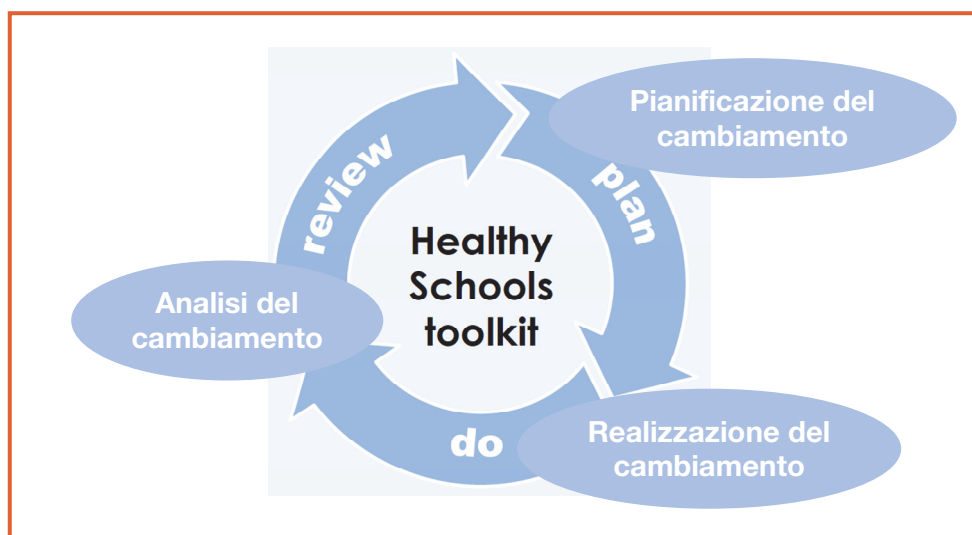 Pianificazione del
cambiamento
review
plan
Healthy
Schools
toolkit
Analisi del
cambiamento
do
Realizzazione del
cambiamento